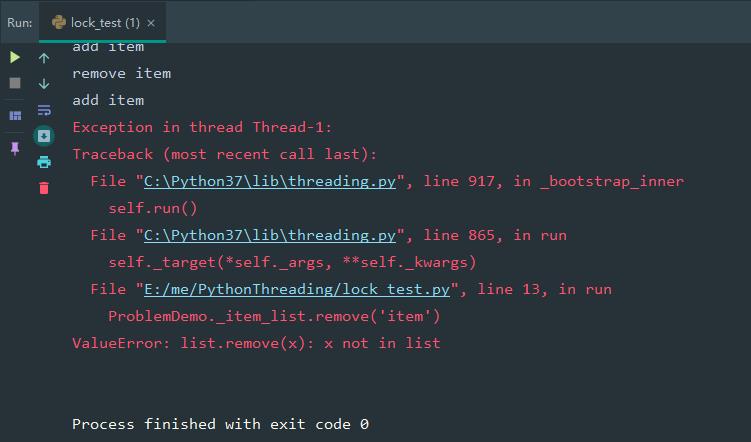 Run: lock_test (1) ×
add item
remove item
add item
Exception in thread Thread-1:
Traceback (most recent call last):
  File "C:\Python37\lib\threading.py", line 917, in _bootstrap_inner
    self.run()
  File "C:\Python37\lib\threading.py", line 865, in run
    self._target(*self._args, **self._kwargs)
  File "E:/me/PythonThreading/lock_test.py", line 13, in run
    ProblemDemo._item_list.remove('item')
ValueError: list.remove(x): x not in list
Process finished with exit code 0